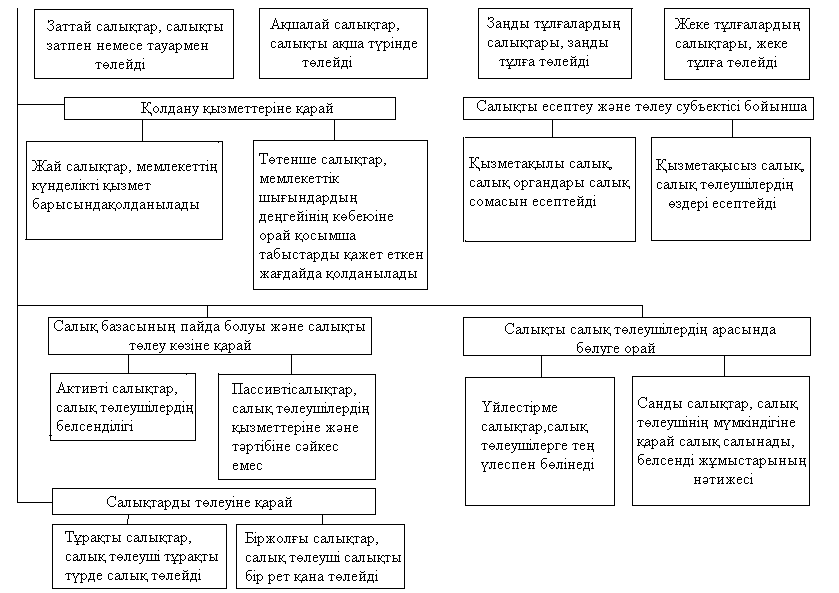 Заттай салықтар, салықты
затпен немесе тауармен
төлейді
Ақшалай салықтар,
салықты ақша түрінде
төлейді
Заңды тұлғалардың
салықтары, заңды
тұлға төлейді
Жеке тұлғалардың
салықтары, жеке
тұлға төлейді
Қолдану қызметтеріне қарай
Салықты есептеу және төлеу субъектісі бойынша
Жай салықтар, мемлекеттің
күнделікті қызмет
барысындақолданылады
Төтенше салықтар,
мемлекеттік
шығындардың
деңгейінің көбеюіне
орай қосымша
табыстарды қажет еткен
жағдайда қолданылады
Қызметақылы салық,
салық органдары салық
сомасын есептейді
Қызметақысыз салық,
салық төлеушілердің
өздері есептейді
Салық базасының пайда болуы және салықты
төлеу көзіне қарай
Салықты салық төлеушілердің арасында
бөлуге орай
Активті салықтар,
салық төлеушілердің
белсенділігі
Пассивтісалықтар,
салық төлеушілердің
қызметтеріне және
тәртібіне сәйкес
емес
Үйлестірме
салықтар,салық
төлеушілерге тең
үлеспен бөлінеді
Санды салықтар, салық
төлеушінің мүмкіндігіне
қарай салық салынады,
белсенді жұмыстарының
нәтижесі
Салықтарды төлеуіне қарай
Тұрақты салықтар,
салық төлеуші тұрақты
түрде салық төлейді
Біржолғы салықтар,
салық төлеуші салықты
бір рет қана төлейді